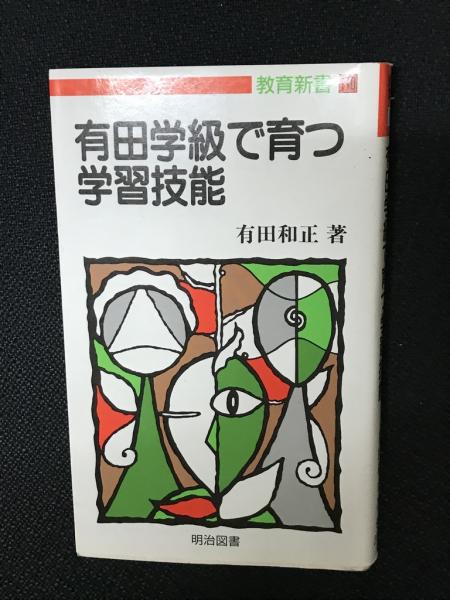 教育新書
有田学級で育つ
学習技能
有田和正 著
明治図書